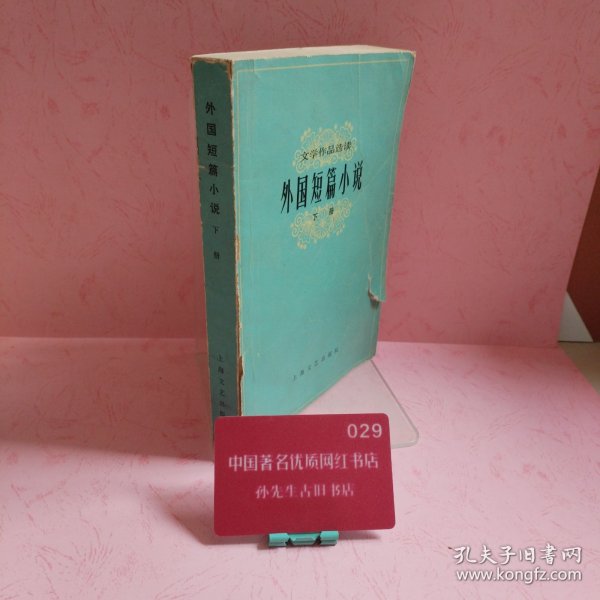 外国短篇小说 下册
上海文艺出版
文学作品选读
外国短篇小说
下册
上海文艺出版社
029
中国著名优质网红书店
孙先生古旧书店
孔夫子旧书网
www.kongfz.com